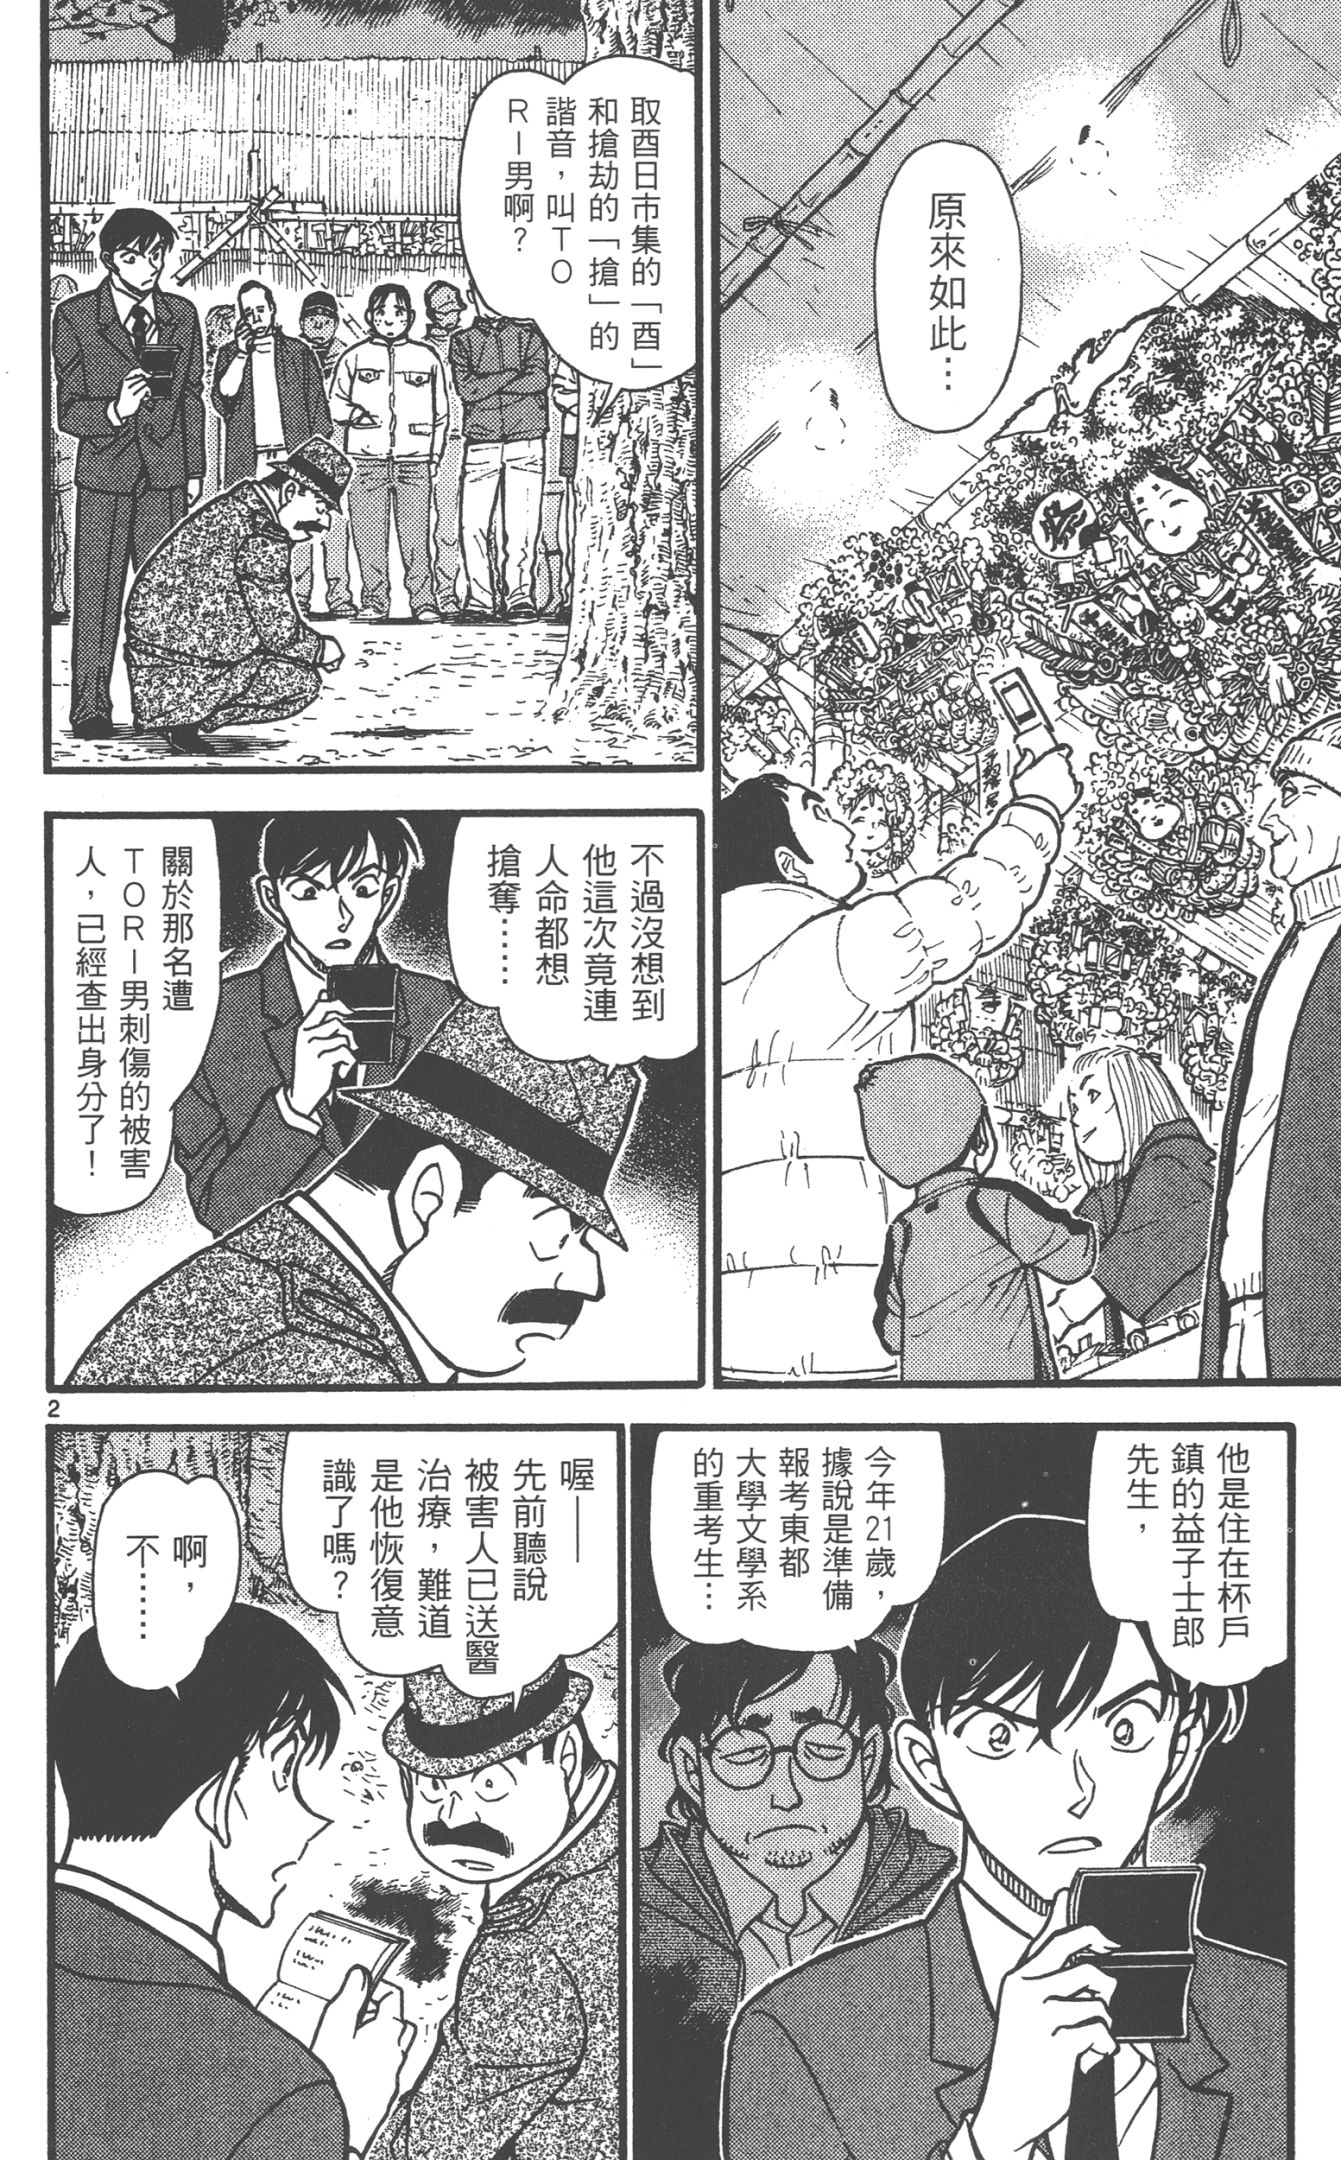 原來如此…
取酉日市集的「酉」
和搶劫的「搶」的
諧音，叫TO
RI男啊？
不過沒想到
他這次竟連
人命都想
搶奪……
關於那名遭
TORI男刺傷的被害
人，已經查出身分了！
他是住在杯戶
鎮的益子士郎
先生，
今年21歲，
據說是準備
報考東都
大學文學系
的重考生…
喔——
先前聽說
被害人已送醫
治療，難道
是他恢復意
識了嗎？
啊，
不……
2